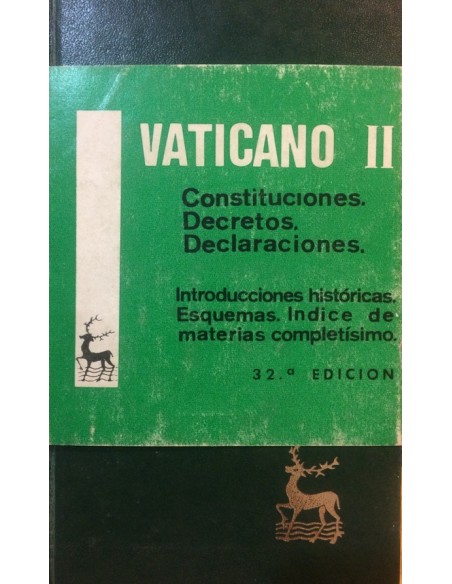 VATICANO II
Constituciones.
Decretos.
Declaraciones.
Introducciones históricas.
Esquemas. Indice de
materias completísimo.
32.ª EDICION